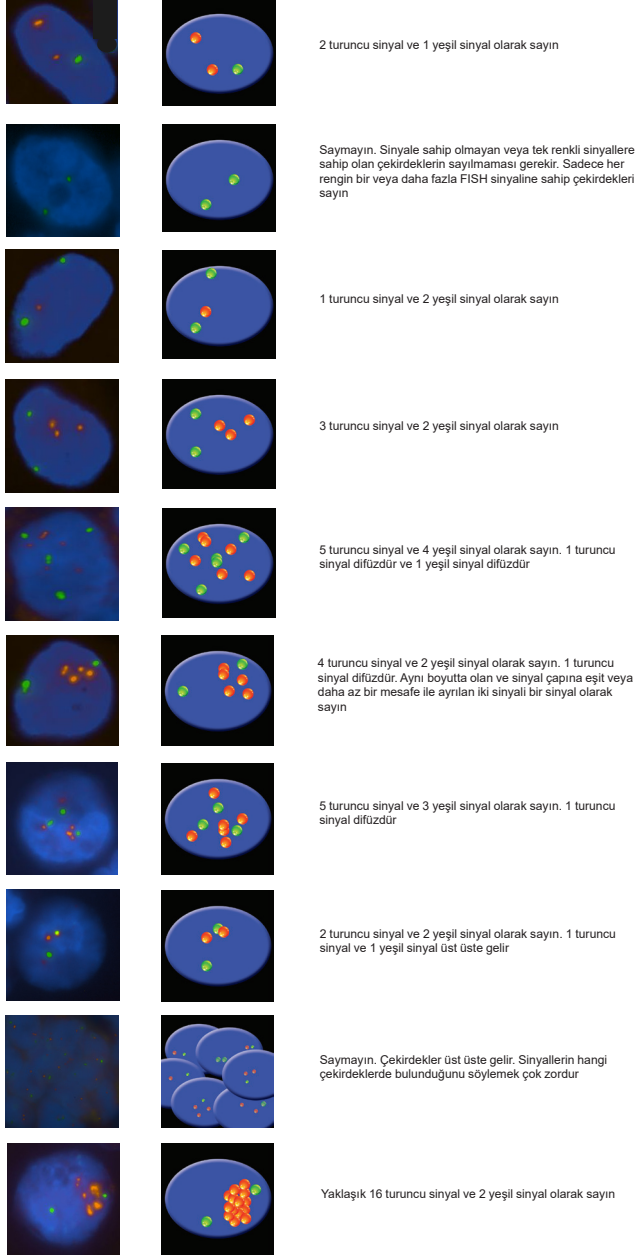 2 turuncu sinyal ve 1 yeşil sinyal olarak sayın
Saymayın. Sinyale sahip olmayan veya tek renkli sinyallere
sahip olan çekirdeklerin sayılmaması gerekir. Sadece her
rengin bir veya daha fazla FISH sinyaline sahip çekirdekleri
sayın
1 turuncu sinyal ve 2 yeşil sinyal olarak sayın
3 turuncu sinyal ve 2 yeşil sinyal olarak sayın
5 turuncu sinyal ve 4 yeşil sinyal olarak sayın. 1 turuncu
sinyal difüzdür ve 1 yeşil sinyal difüzdür
4 turuncu sinyal ve 2 yeşil sinyal olarak sayın. 1 turuncu
sinyal difüzdür. Aynı boyutta olan ve sinyal çapına eşit veya
daha az bir mesafe ile ayrılan iki sinyali bir sinyal olarak
sayın
5 turuncu sinyal ve 3 yeşil sinyal olarak sayın. 1 turuncu
sinyal difüzdür
2 turuncu sinyal ve 2 yeşil sinyal olarak sayın. 1 turuncu
sinyal ve 1 yeşil sinyal üst üste gelir
Saymayın. Çekirdekler üst üste gelir. Sinyallerin hangi
çekirdeklerde bulunduğunu söylemek çok zordur
Yaklaşık 16 turuncu sinyal ve 2 yeşil sinyal olarak sayın